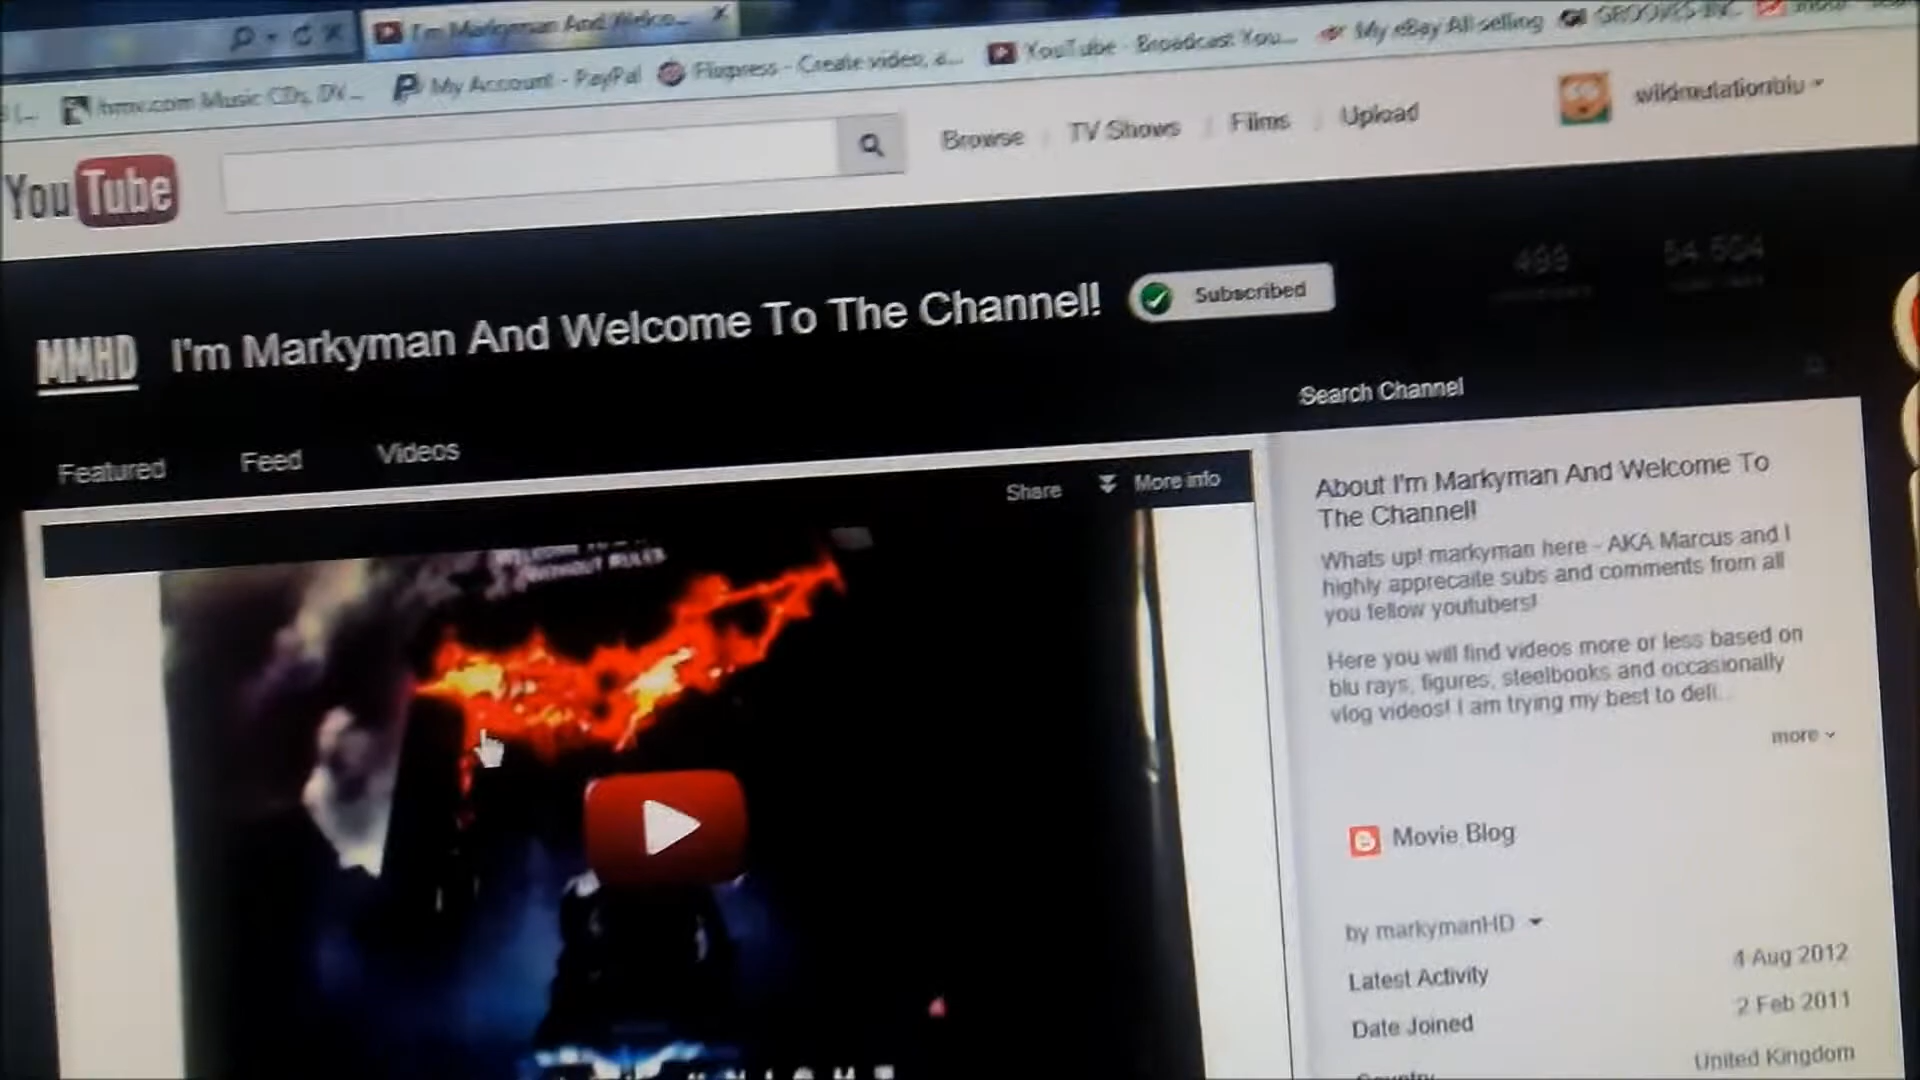 I'm Markyman And Welco...
hmv.com Music CDs, DV... My Account - PayPal Flixpress - Create video, a... YouTube - Broadcast You... My eBay All selling
YouTube Browse TV Shows Films Upload
MMHD I'm Markyman And Welcome To The Channel! Subscribed 499
Search Channel
Featured Feed Videos
Share More info
WITHOUT RULES
About I'm Markyman And Welcome To
The Channel!
Whats up! markyman here - AKA Marcus and I
highly apprecaite subs and comments from all
you fellow youtubers!
Here you will find videos more or less based on
blu rays, figures, steelbooks and occasionally
vlog videos! I am trying my best to deli...
more
Movie Blog
by markymanHD
Latest Activity 4 Aug 2012
Date Joined 2 Feb 2011
Country United Kingdom